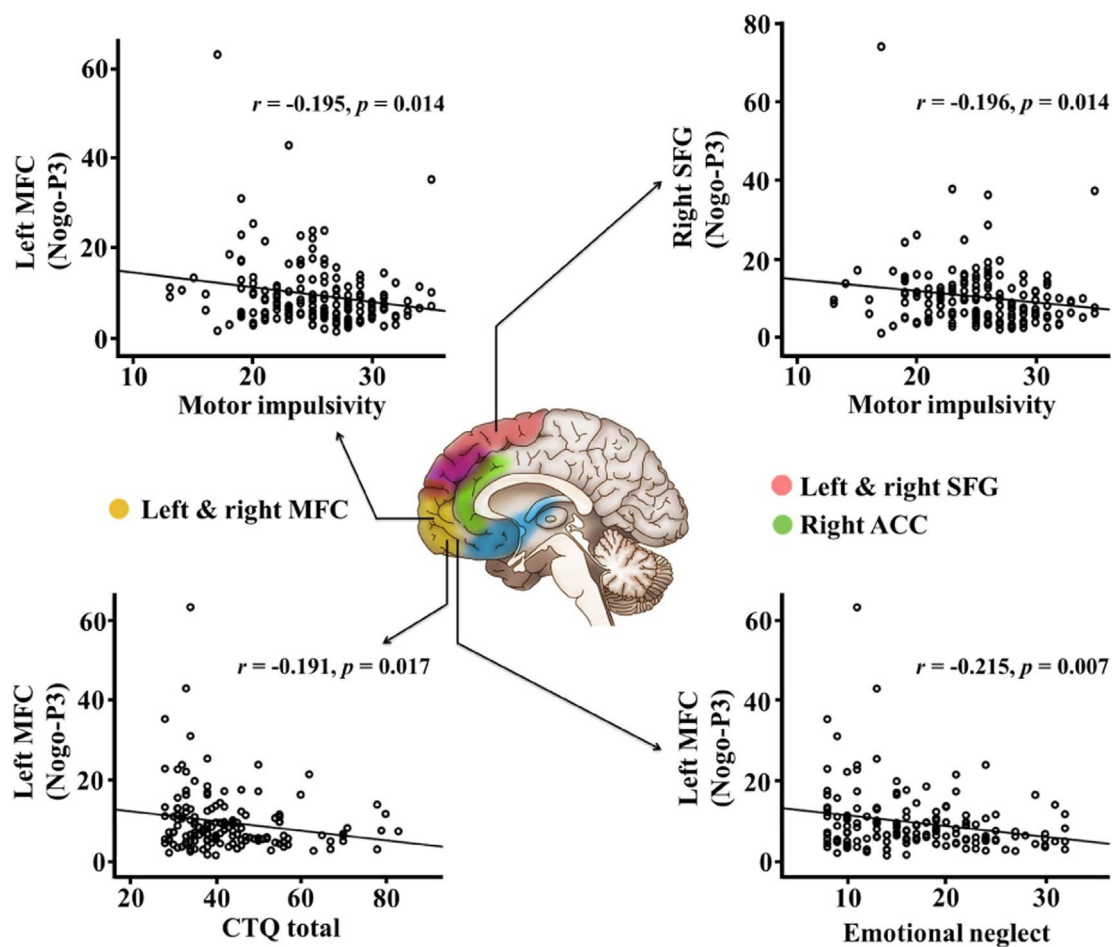 60
40
20
0
10
20
30
Left MFC
(Nogo-P3)
r = -0.195, p = 0.014
Motor impulsivity
80
60
40
20
0
10
20
30
Right SFG
(Nogo-P3)
r = -0.196, p = 0.014
Motor impulsivity
Left & right MFC
Left & right SFG
Right ACC
60
40
20
0
20
40
60
80
Left MFC
(Nogo-P3)
r = -0.191, p = 0.017
CTQ total
60
40
20
0
10
20
30
Left MFC
(Nogo-P3)
r = -0.215, p = 0.007
Emotional neglect